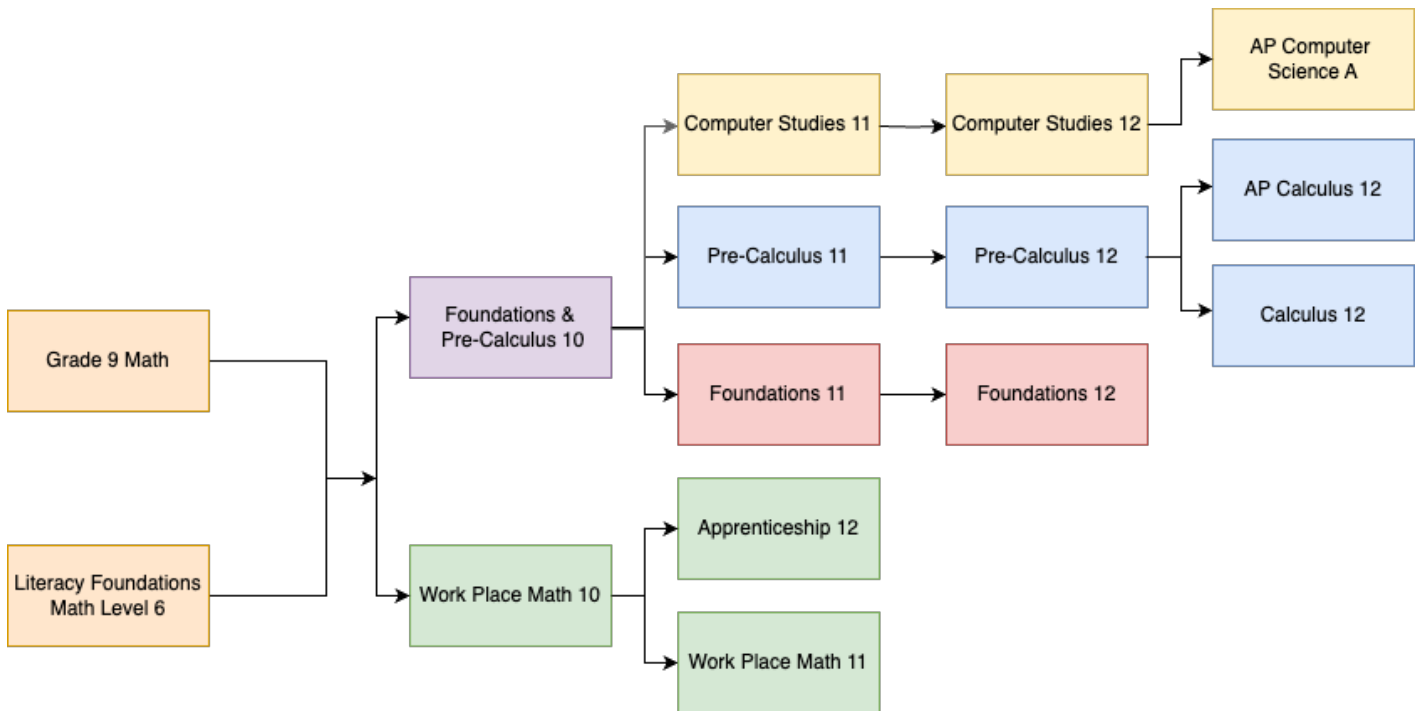 AP Computer
Science A
Computer Studies 11
Computer Studies 12
AP Calculus 12
Pre-Calculus 11
Pre-Calculus 12
Foundations &
Pre-Calculus 10
Calculus 12
Grade 9 Math
Foundations 11
Foundations 12
Apprenticeship 12
Literacy Foundations
Math Level 6
Work Place Math 10
Work Place Math 11